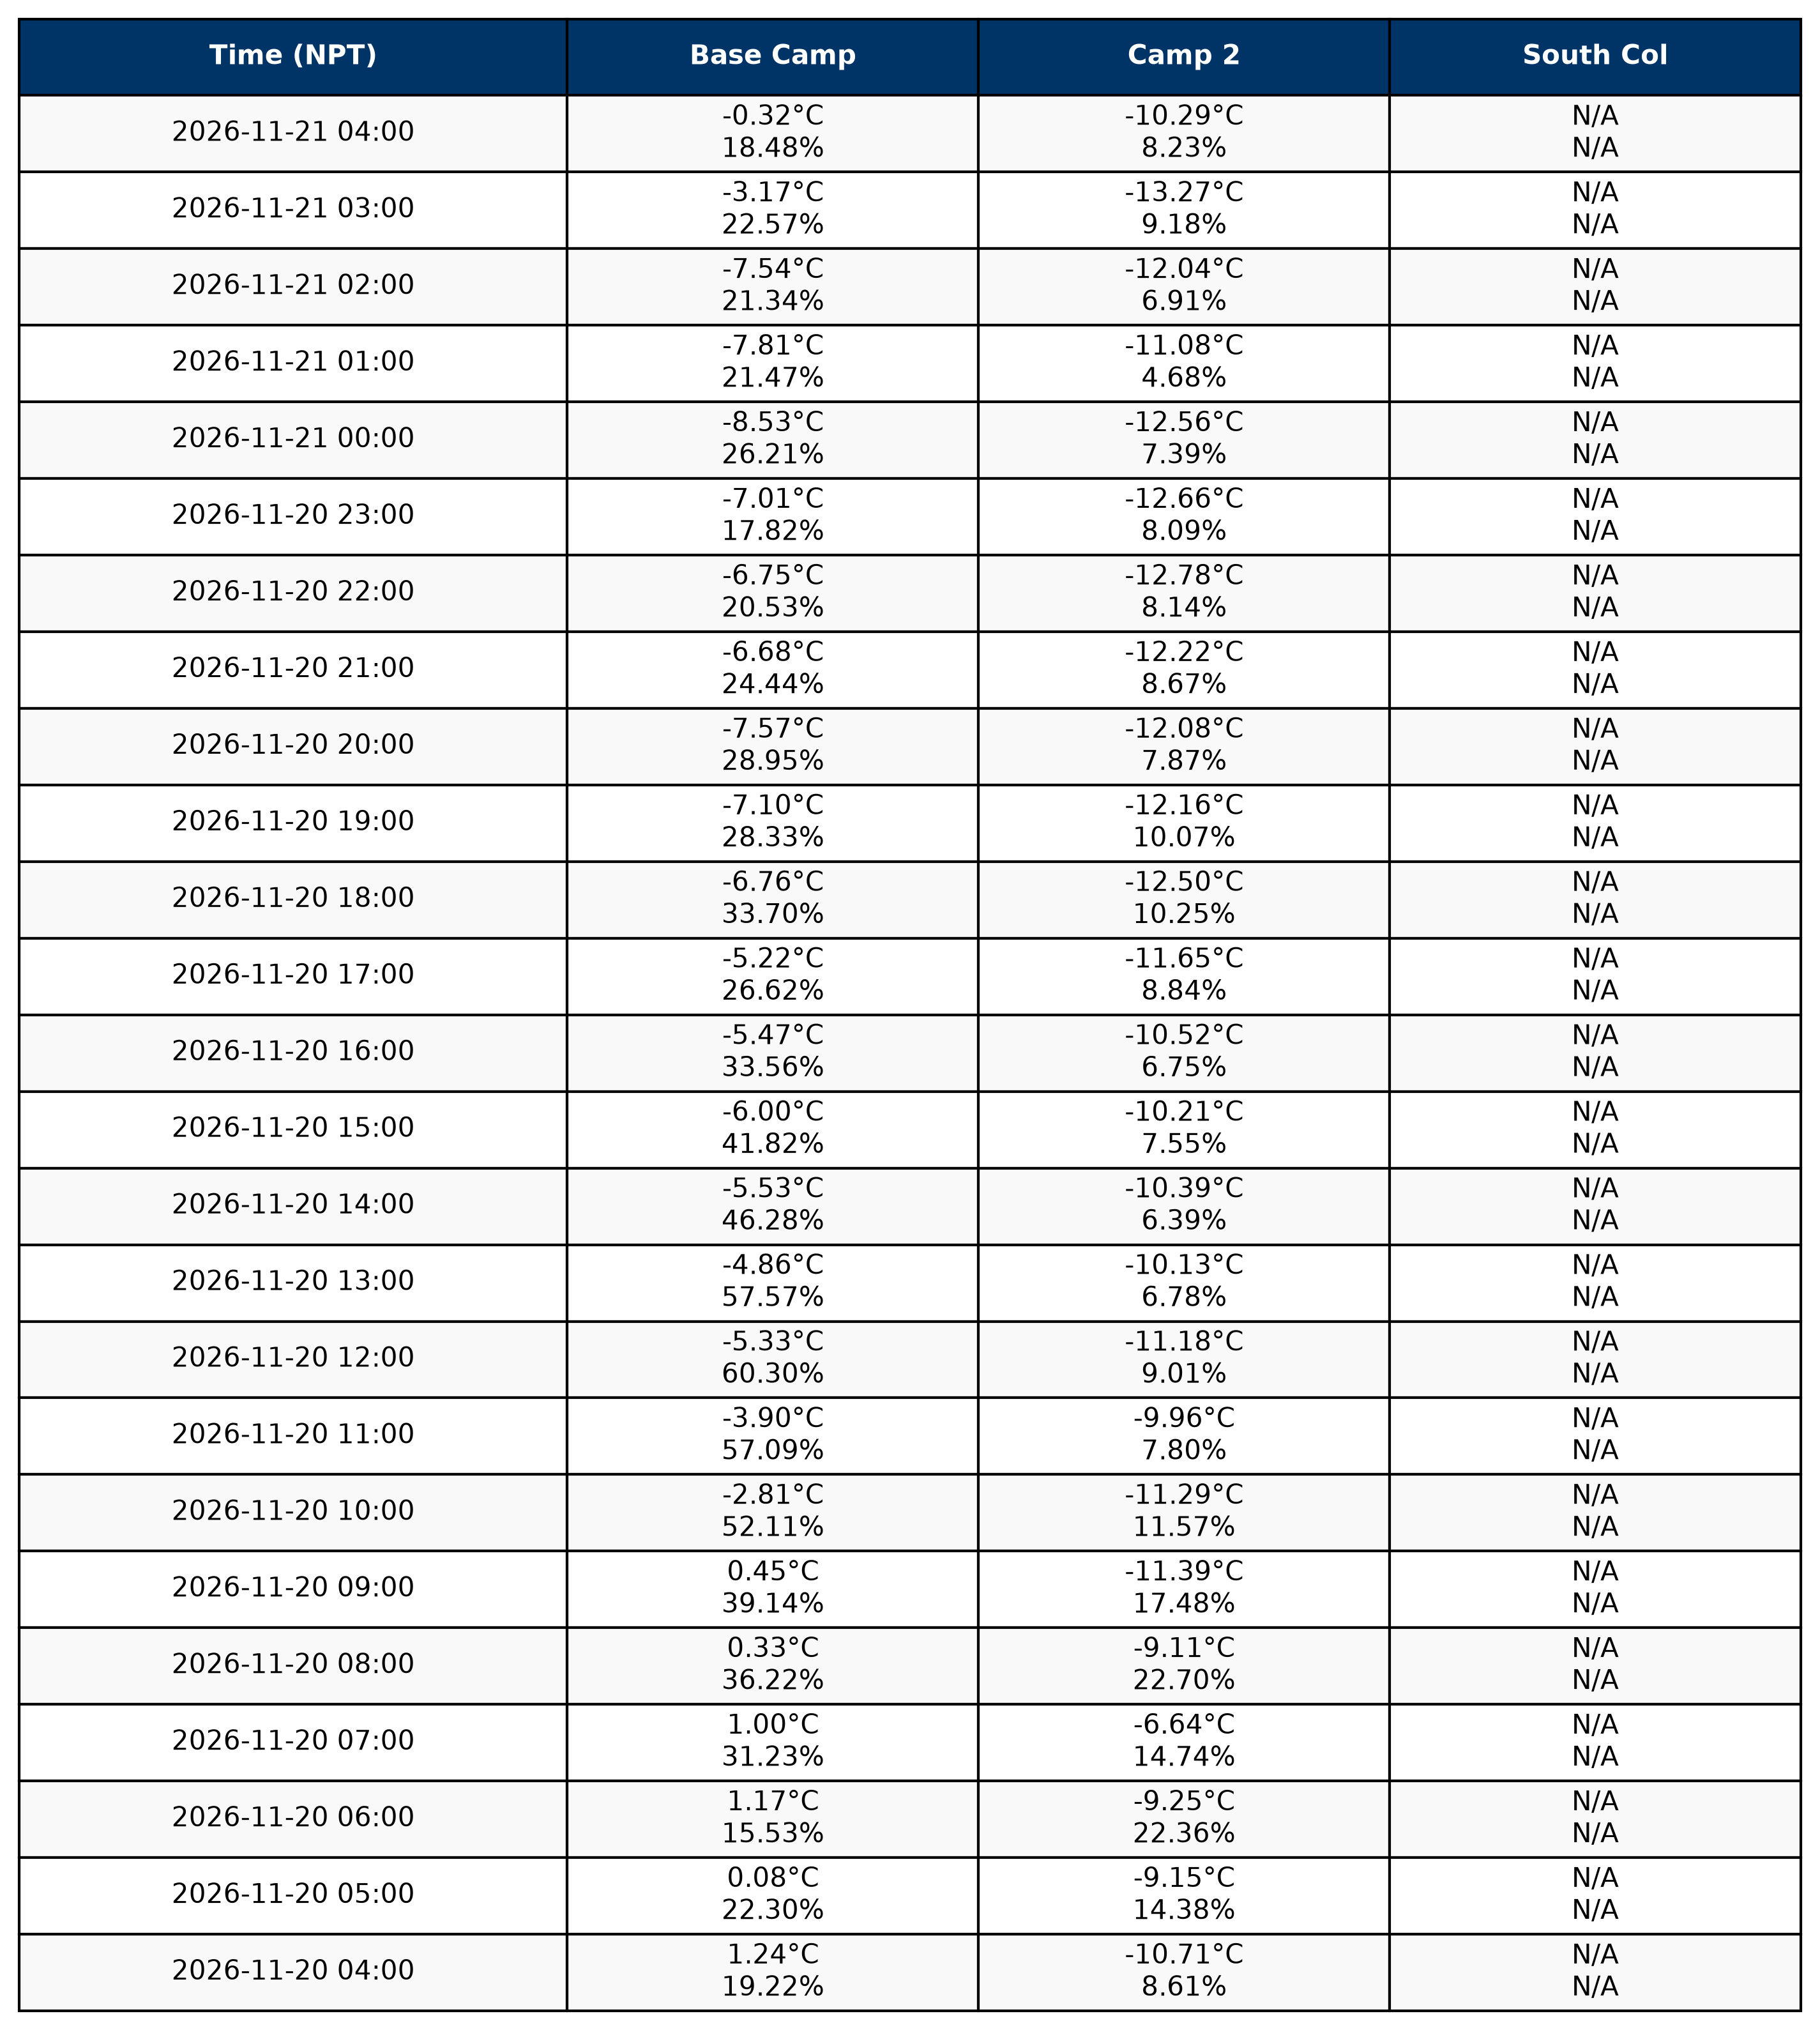 Time (NPT) Base Camp Camp 2 South Col
2026-11-21 04:00 -0.32°C -10.29°C N/A
18.48% 8.23% N/A
2026-11-21 03:00 -3.17°C -13.27°C N/A
22.57% 9.18% N/A
2026-11-21 02:00 -7.54°C -12.04°C N/A
21.34% 6.91% N/A
2026-11-21 01:00 -7.81°C -11.08°C N/A
21.47% 4.68% N/A
2026-11-21 00:00 -8.53°C -12.56°C N/A
26.21% 7.39% N/A
2026-11-20 23:00 -7.01°C -12.66°C N/A
17.82% 8.09% N/A
2026-11-20 22:00 -6.75°C -12.78°C N/A
20.53% 8.14% N/A
2026-11-20 21:00 -6.68°C -12.22°C N/A
24.44% 8.67% N/A
2026-11-20 20:00 -7.57°C -12.08°C N/A
28.95% 7.87% N/A
2026-11-20 19:00 -7.10°C -12.16°C N/A
28.33% 10.07% N/A
2026-11-20 18:00 -6.76°C -12.50°C N/A
33.70% 10.25% N/A
2026-11-20 17:00 -5.22°C -11.65°C N/A
26.62% 8.84% N/A
2026-11-20 16:00 -5.47°C -10.52°C N/A
33.56% 6.75% N/A
2026-11-20 15:00 -6.00°C -10.21°C N/A
41.82% 7.55% N/A
2026-11-20 14:00 -5.53°C -10.39°C N/A
46.28% 6.39% N/A
2026-11-20 13:00 -4.86°C -10.13°C N/A
57.57% 6.78% N/A
2026-11-20 12:00 -5.33°C -11.18°C N/A
60.30% 9.01% N/A
2026-11-20 11:00 -3.90°C -9.96°C N/A
57.09% 7.80% N/A
2026-11-20 10:00 -2.81°C -11.29°C N/A
52.11% 11.57% N/A
2026-11-20 09:00 0.45°C -11.39°C N/A
39.14% 17.48% N/A
2026-11-20 08:00 0.33°C -9.11°C N/A
36.22% 22.70% N/A
2026-11-20 07:00 1.00°C -6.64°C N/A
31.23% 14.74% N/A
2026-11-20 06:00 1.17°C -9.25°C N/A
15.53% 22.36% N/A
2026-11-20 05:00 0.08°C -9.15°C N/A
22.30% 14.38% N/A
2026-11-20 04:00 1.24°C -10.71°C N/A
19.22% 8.61% N/A